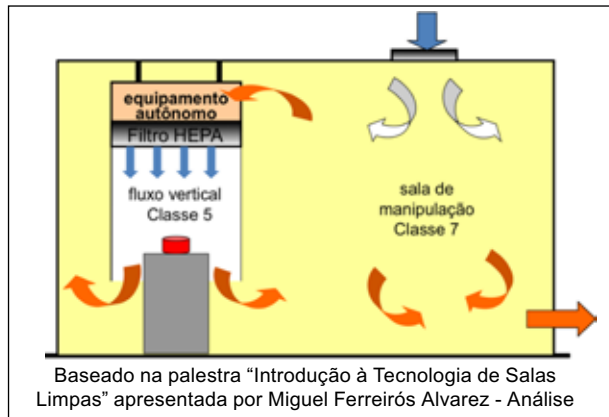 equipamento
autônomo
Filtro HEPA
fluxo vertical
Classe 5
sala de
manipulação
Classe 7
Baseado na palestra “Introdução à Tecnologia de Salas
Limpas” apresentada por Miguel Ferreirós Alvarez - Análise